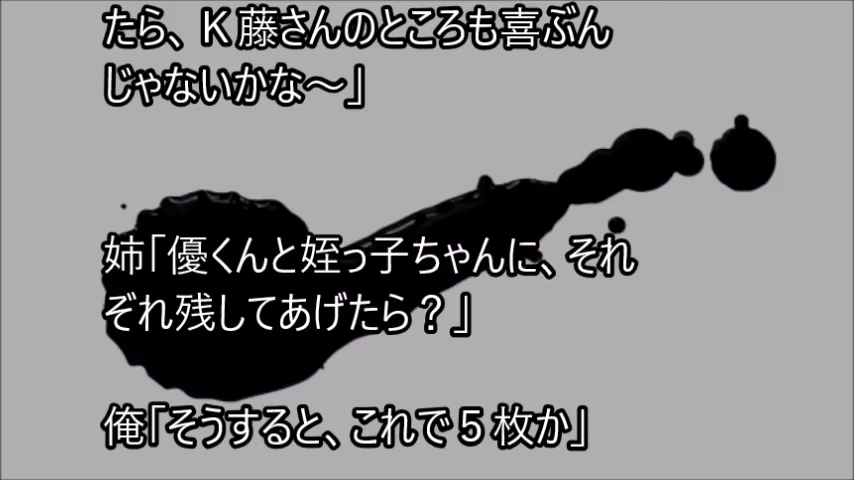 たら、K藤さんのところも喜ぶん
じゃないかな～」
姉「優くんと姪っ子ちゃんに、それ
ぞれ残してあげたら？」
俺「そうすると、これで５枚か」